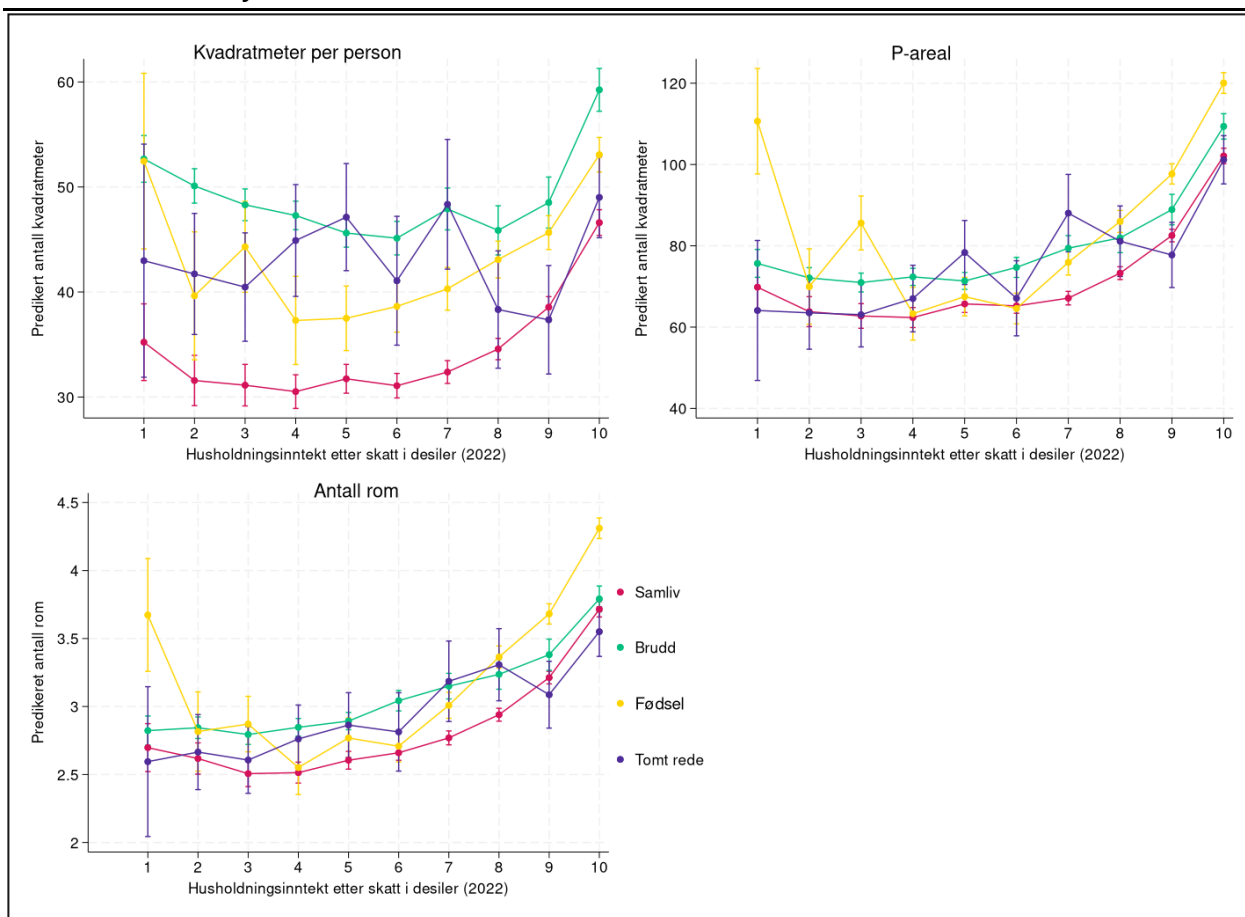 Kvadratmeter per person
Predikert antall kvadratmeter
60
50
40
30
1 2 3 4 5 6 7 8 9 10
Husholdningsinntekt etter skatt i desiler (2022)
P-areal
Predikert antall kvadratmeter
120
100
80
60
40
1 2 3 4 5 6 7 8 9 10
Husholdningsinntekt etter skatt i desiler (2022)
Antall rom
Predikeret antall rom
4.5
4
3.5
3
2.5
2
1 2 3 4 5 6 7 8 9 10
Husholdningsinntekt etter skatt i desiler (2022)
Samliv
Brudd
Fødsel
Tomt rede